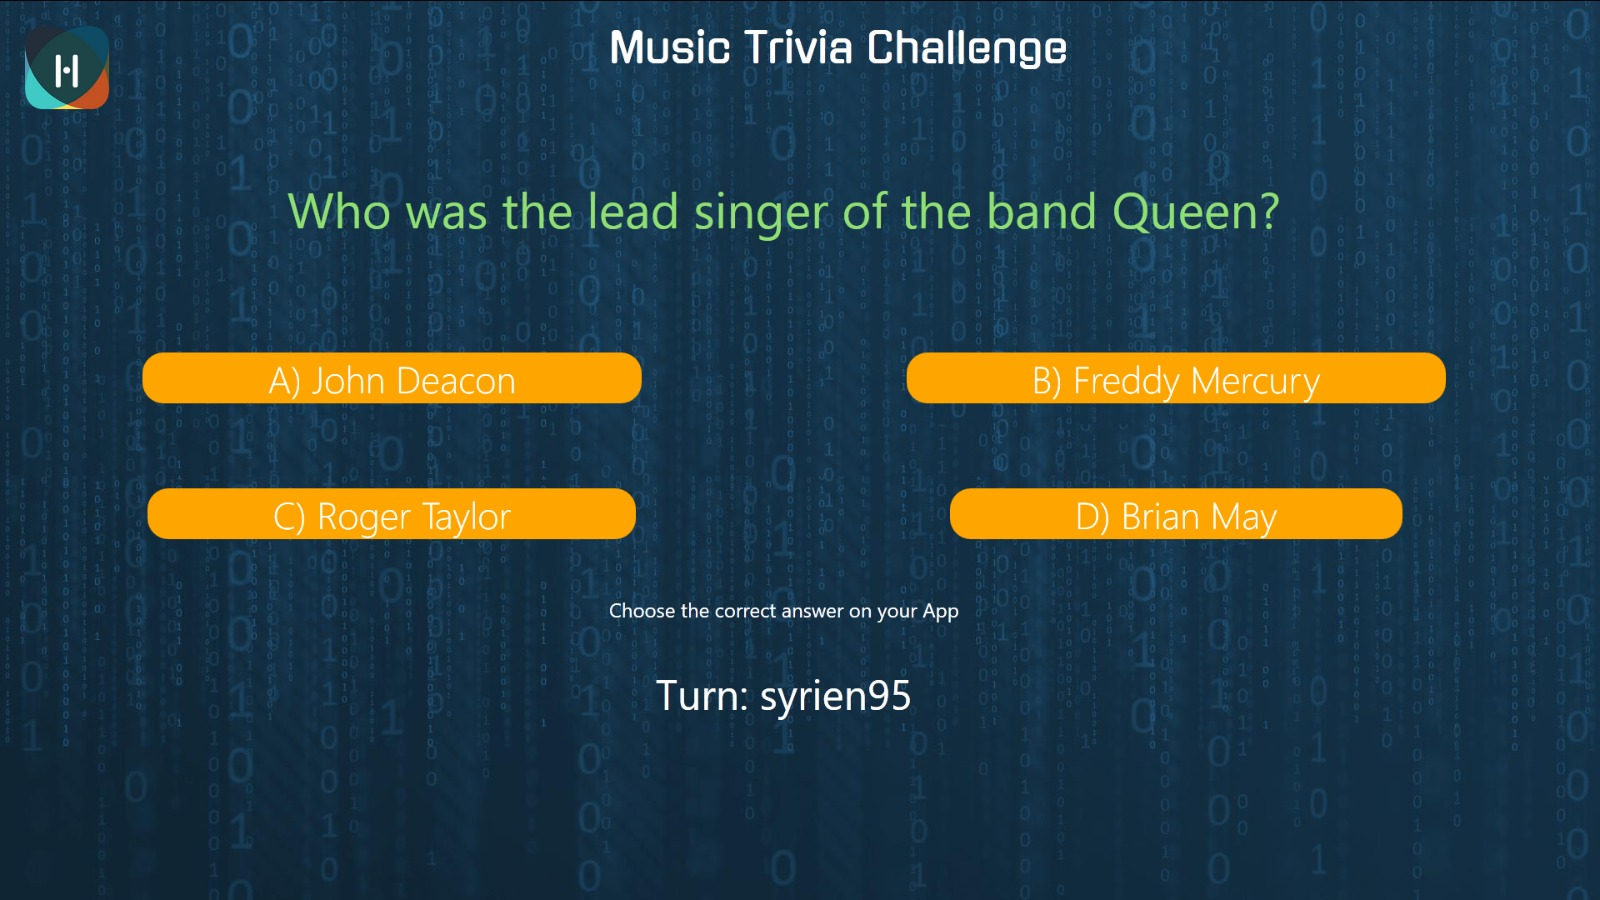 Music Trivia Challenge
Who was the lead singer of the band Queen?
A) John Deacon
B) Freddy Mercury
C) Roger Taylor
D) Brian May
Choose the correct answer on your App
Turn: syrien95